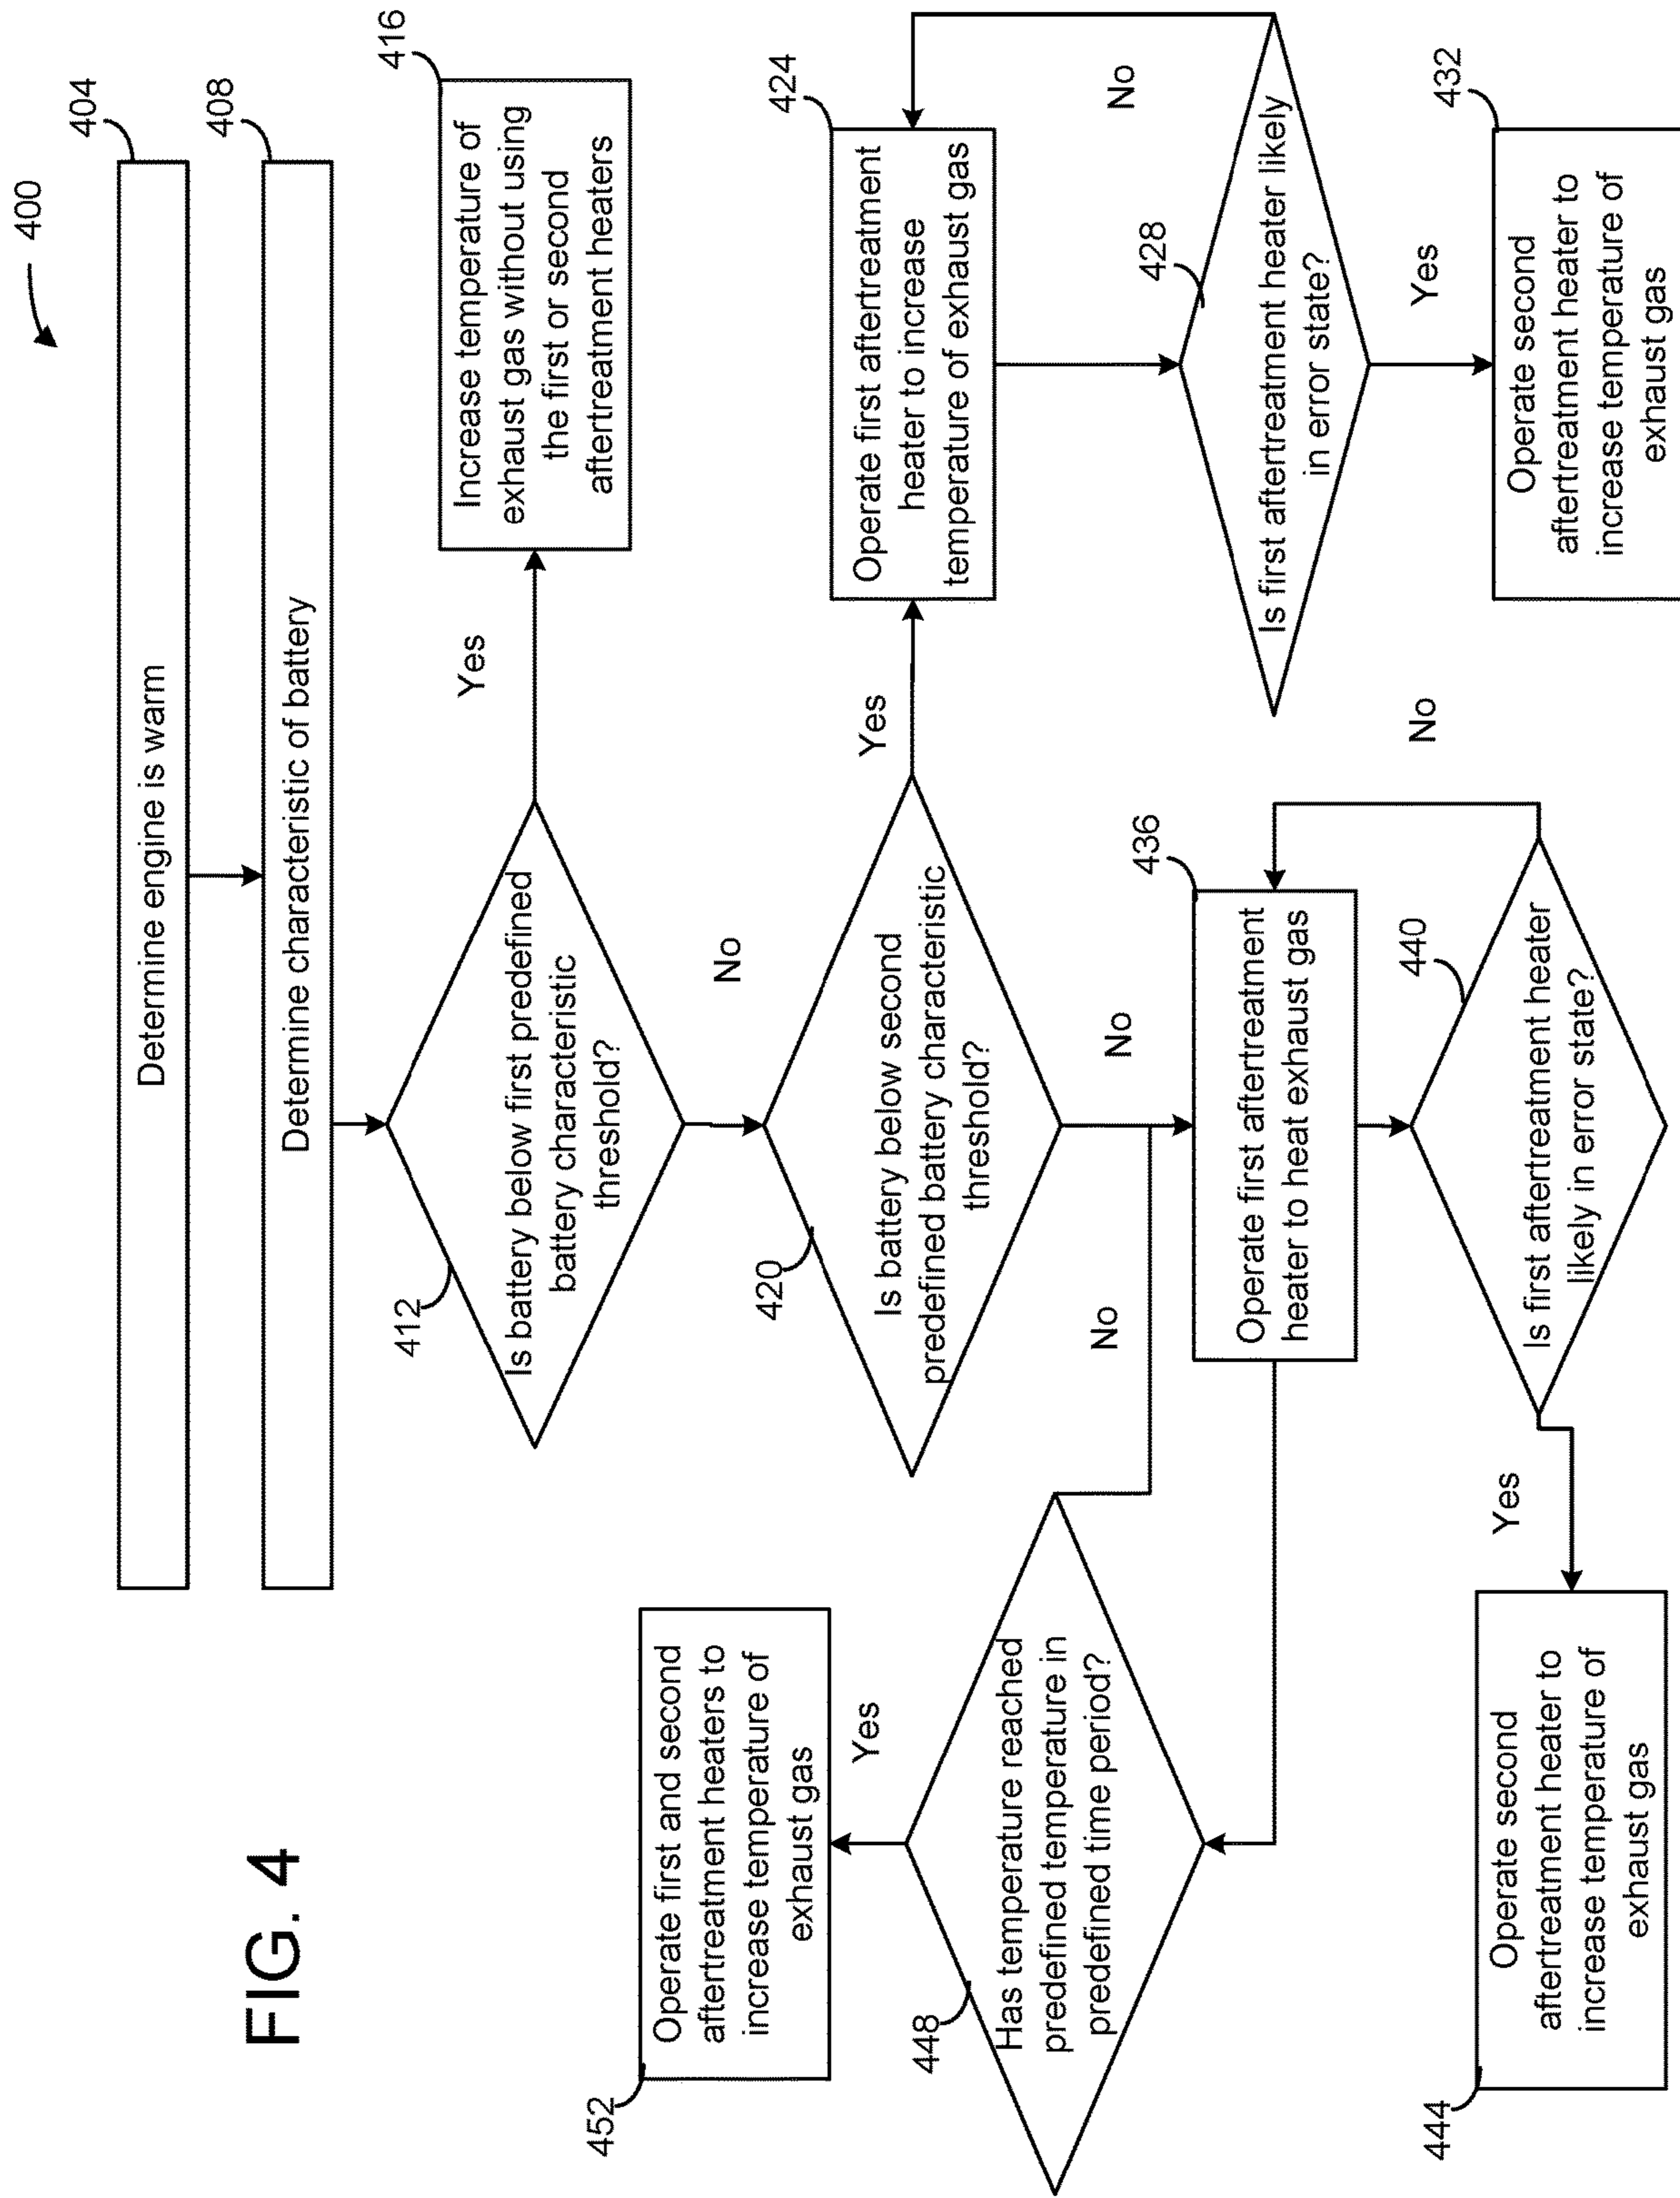 FIG. 4
400
404
Determine engine is warm
408
Determine characteristic of battery
412
Is battery below first predefined
battery characteristic
threshold?
Yes
416
Increase temperature of
exhaust gas without using
the first or second
aftertreatment heaters
No
420
Is battery below second
predefined battery characteristic
threshold?
Yes
424
Operate first aftertreatment
heater to increase
temperature of exhaust gas
No
428
Is first aftertreatment heater likely
in error state?
Yes
432
Operate second
aftertreatment heater to
increase temperature of
exhaust gas
452
Operate first and second
aftertreatment heaters to
increase temperature of
exhaust gas
Yes
448
Has temperature reached
predefined temperature in
predefined time period?
No
No
436
Operate first aftertreatment
heater to heat exhaust gas
No
440
Is first aftertreatment heater
likely in error state?
Yes
444
Operate second
aftertreatment heater to
increase temperature of
exhaust gas